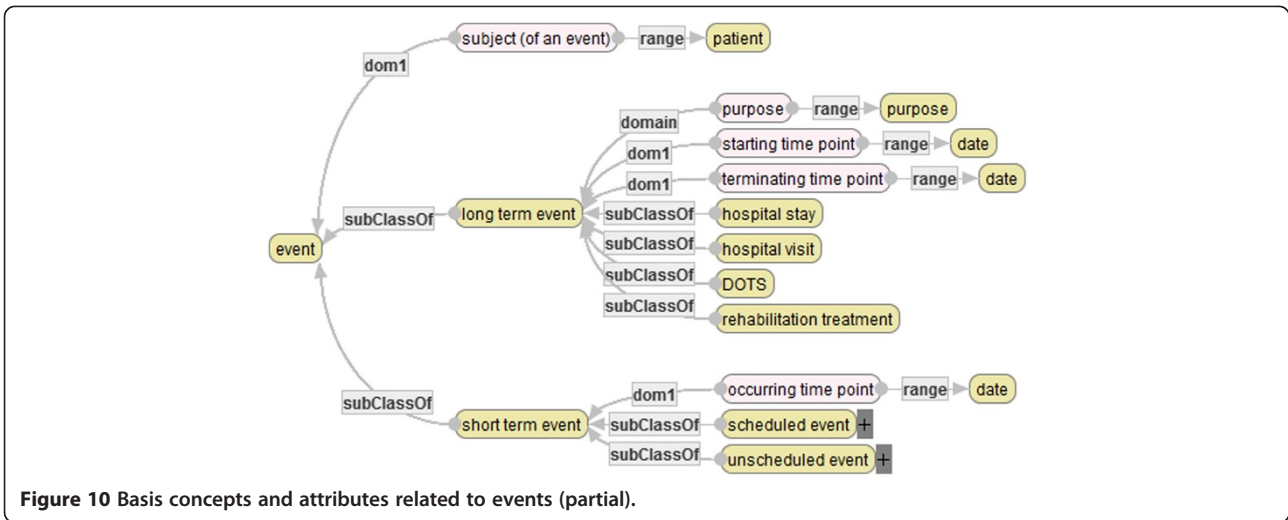 subject (of an event) range patient
dom1
purpose range purpose
domain
starting time point range date
dom1
terminating time point range date
dom1
long term event subClassOf hospital stay
subClassOf
subClassOf hospital visit
event
subClassOf DOTS
subClassOf rehabilitation treatment
occurring time point range date
dom1
subClassOf
short term event subClassOf scheduled event +
subClassOf unscheduled event +
Figure 10 Basis concepts and attributes related to events (partial).